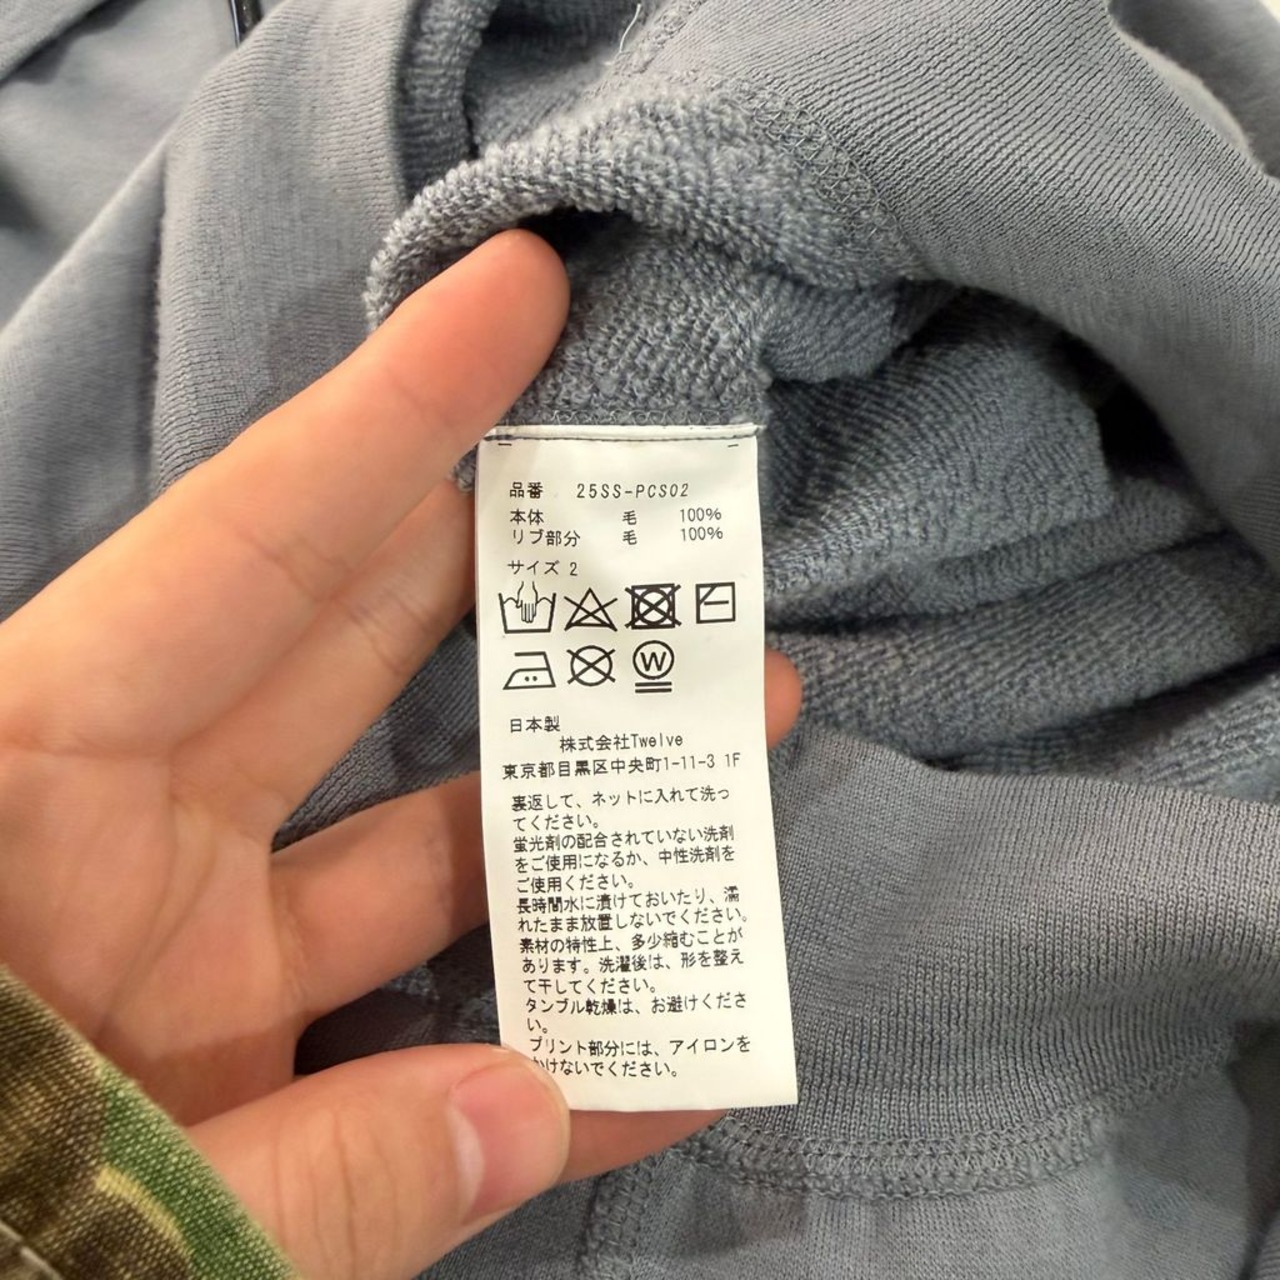 品番 25SS-PCS02
本体 毛 100%
リブ部分 毛 100%
サイズ 2
W
日本製
株式会社Twelve
東京都目黒区中央町1-11-3 1F
裏返して、ネットに入れて洗っ
てください。
蛍光剤の配合されていない洗剤
をご使用になるか、中性洗剤を
ご使用ください。
長時間水に漬けておいたり、濡
れたまま放置しないでください。
素材の特性上、多少縮むことが
あります。洗濯後は、形を整え
て干してください。
タンブル乾燥は、お避けくださ
い。
プリント部分には、アイロンを
かけないでください。